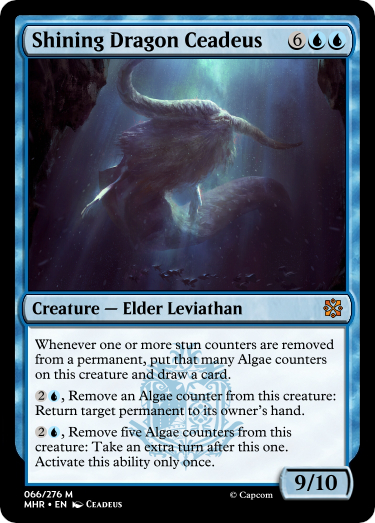 Shining Dragon Ceadeus 6
Creature — Elder Leviathan
Whenever one or more stun counters are removed
from a permanent, put that many Algae counters
on this creature and draw a card.
2, Remove an Algae counter from this creature:
Return target permanent to its owner's hand.
2, Remove five Algae counters from this
creature: Take an extra turn after this one.
Activate this ability only once.
9/10
066/276 M
MHR • EN Ceadeus
© Capcom